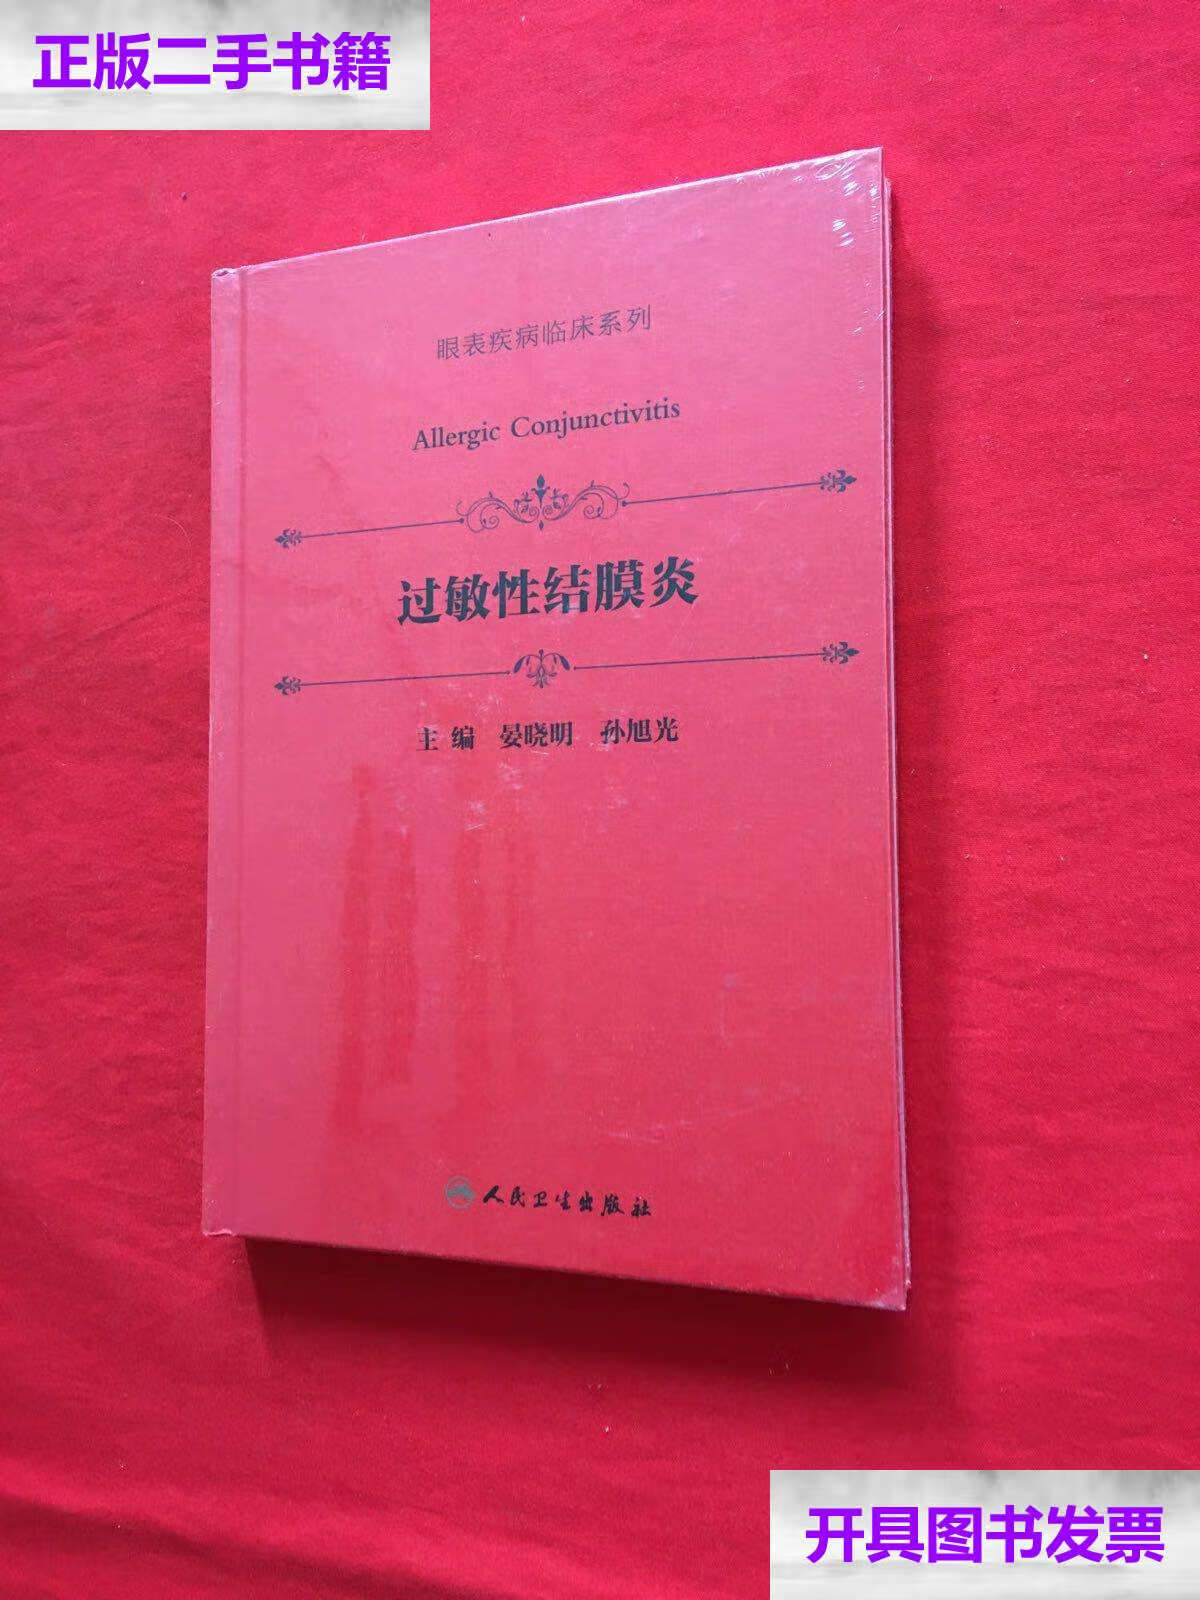 正版二手书籍
眼表疾病临床系列
Allergic Conjunctivitis
过敏性结膜炎
主 编 晏晓明 孙旭光
人民卫生出版社
开具图书发票